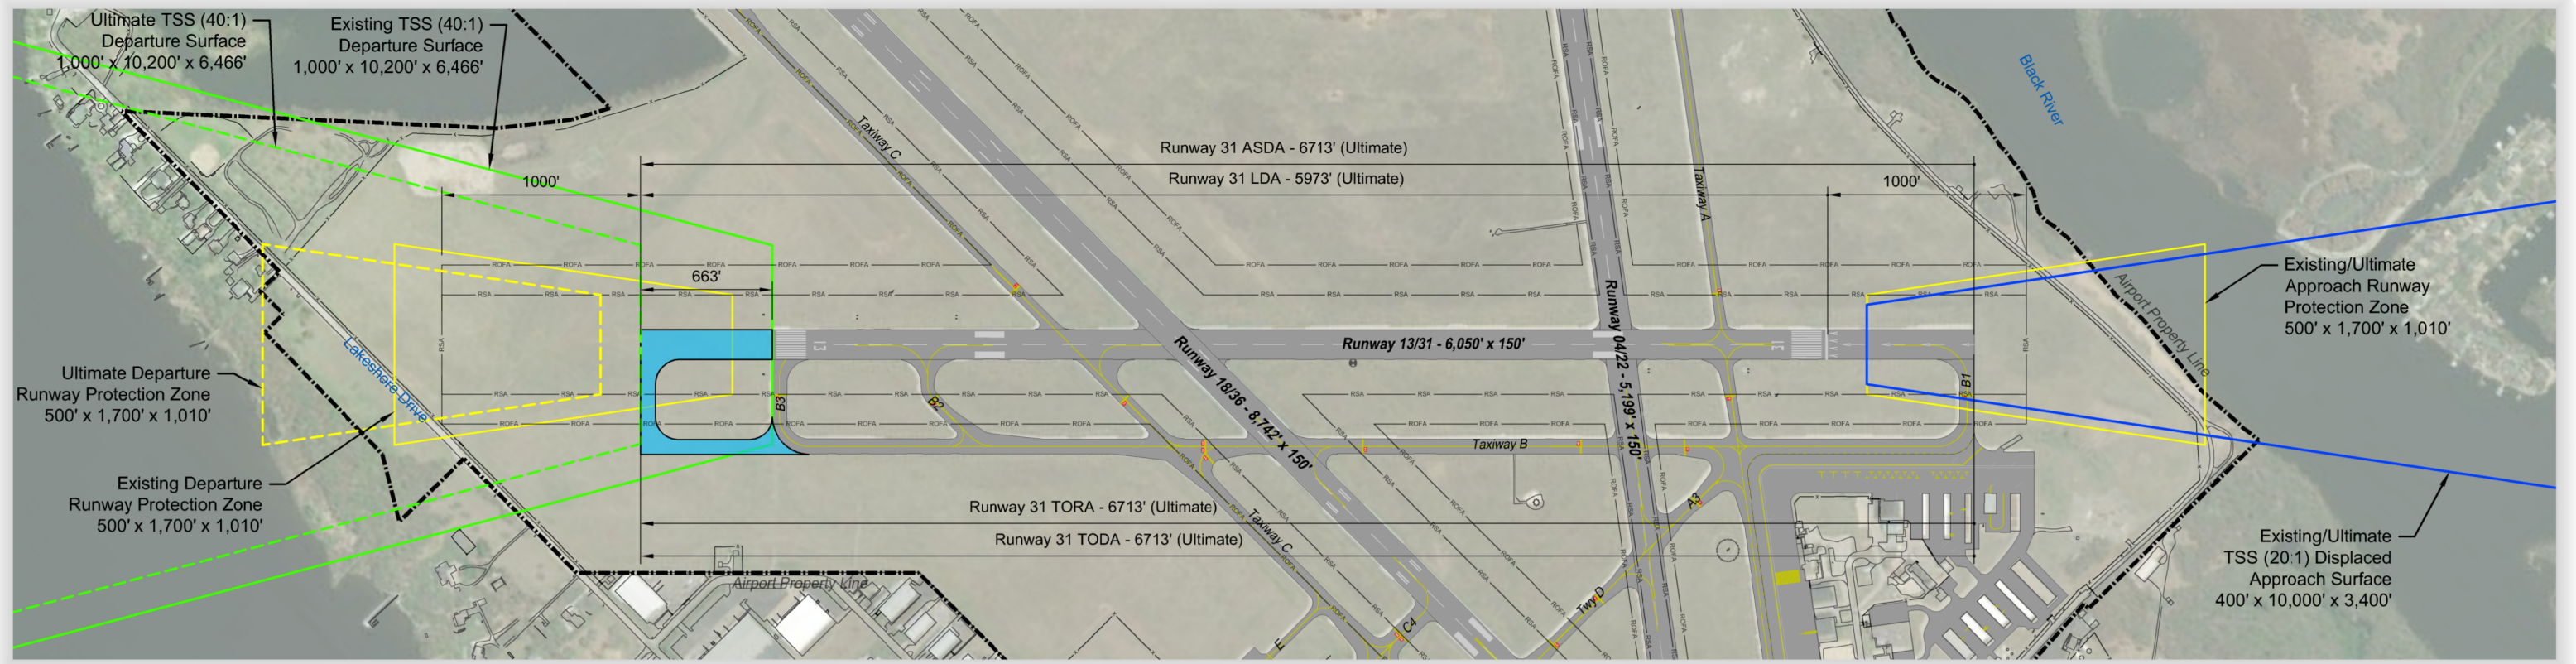 Ultimate TSS (40:1)
Departure Surface
1,000' x 10,200' x 6,466'
Existing TSS (40:1)
Departure Surface
1,000' x 10,200' x 6,466'
Black River
Taxiway C
Taxiway A
Runway 31 ASDA - 6713' (Ultimate)
Runway 31 LDA - 5973' (Ultimate)
1000'
1000'
663'
Existing/Ultimate
Approach Runway
Protection Zone
500' x 1,700' x 1,010'
Airport Property Line
Lakeshore Drive
Ultimate Departure
Runway Protection Zone
500' x 1,700' x 1,010'
Existing Departure
Runway Protection Zone
500' x 1,700' x 1,010'
13
31
Runway 13/31 - 6,050' x 150'
Runway 18/36 - 8,742' x 150'
Runway 04/22 - 5,199' x 150'
B3
B2
B1
Taxiway B
A3
Runway 31 TORA - 6713' (Ultimate)
Runway 31 TODA - 6713' (Ultimate)
Taxiway C
Airport Property Line
Twy D
C4
E
Existing/Ultimate
TSS (20:1) Displaced
Approach Surface
400' x 10,000' x 3,400'
ROFA
RSA